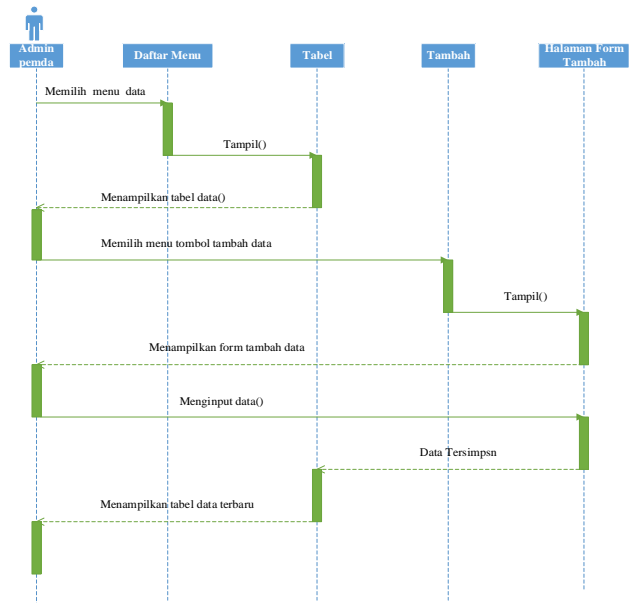 Admin
pemda
Daftar Menu
Tabel
Tambah
Halaman Form
Tambah
Memilih menu data
Tampil()
Menampilkan tabel data()
Memilih menu tombol tambah data
Tampil()
Menampilkan form tambah data
Menginput data()
Data Tersimpsn
Menampilkan tabel data terbaru